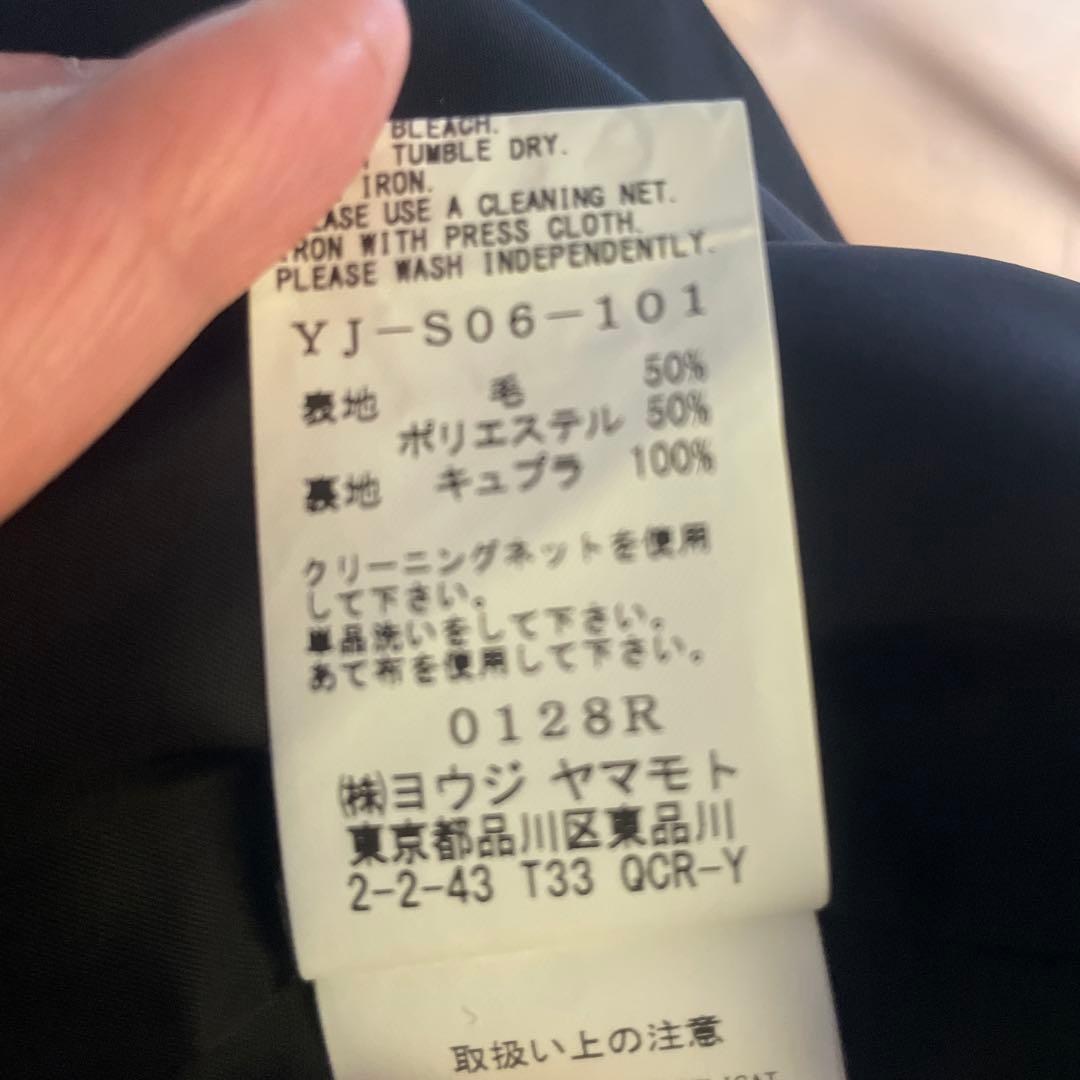 BLEACH.
TUMBLE DRY.
IRON.
USE A CLEANING NET.
IRON WITH PRESS CLOTH.
PLEASE WASH INDEPENDENTLY.
YJ-S06-101
表地 毛 50%
ポリエステル 50%
裏地 キュプラ 100%
クリーニングネットを使用
して下さい。
単品洗いをして下さい。
あて布を使用して下さい。
0128R
㈱ヨウジ ヤマモト
東京都品川区東品川
2-2-43 T33 QCR-Y
取扱い上の注意